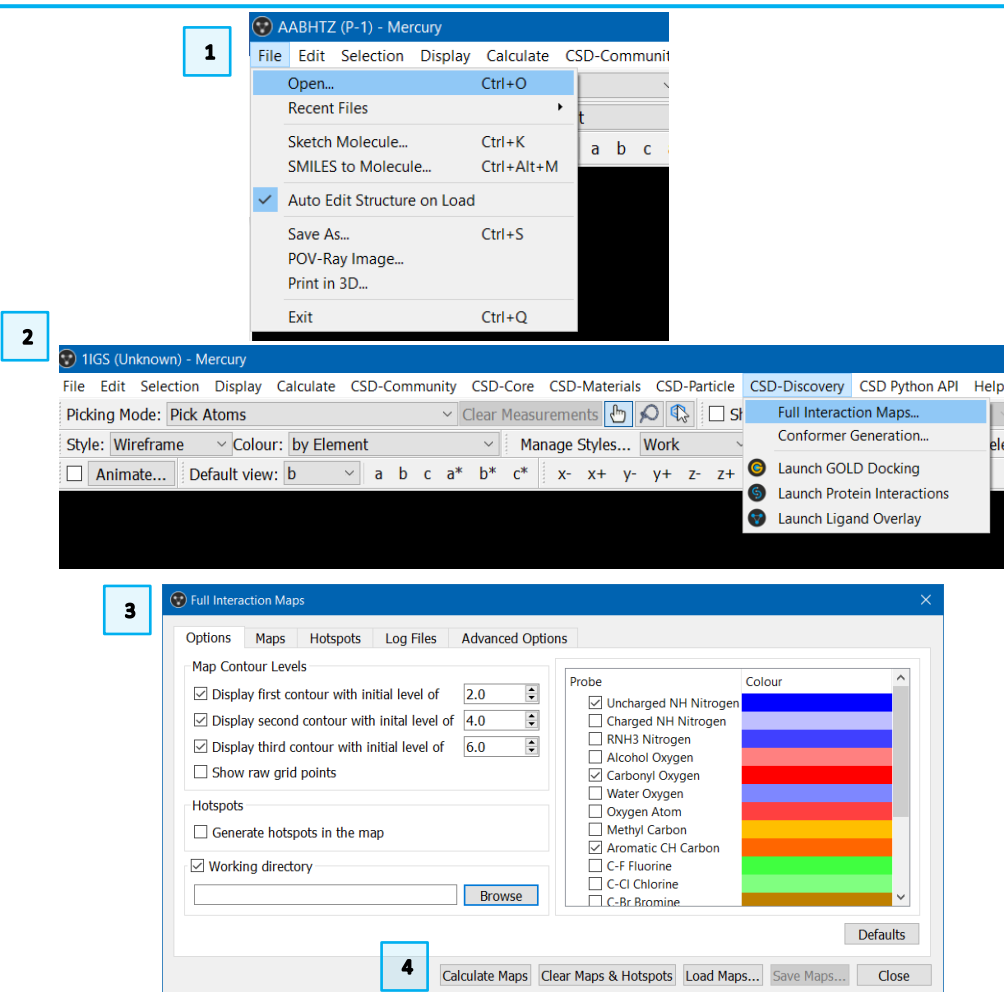 1
AABHTZ (P-1) - Mercury
File Edit Selection Display Calculate CSD-Communit
Open... Ctrl+O
Recent Files
t
Sketch Molecule... Ctrl+K
a b c
SMILES to Molecule... Ctrl+Alt+M
Auto Edit Structure on Load
Save As... Ctrl+S
POV-Ray Image...
Print in 3D...
Exit Ctrl+Q
2
1IGS (Unknown) - Mercury
File Edit Selection Display Calculate CSD-Community CSD-Core CSD-Materials CSD-Particle CSD-Discovery CSD Python API Help
Picking Mode: Pick Atoms Clear Measurements Sh
Full Interaction Maps...
Style: Wireframe Colour: by Element Manage Styles... Work
Conformer Generation... ele
Animate... Default view: b a b c a* b* c* x- x+ y- y+ z- z+
Launch GOLD Docking
Launch Protein Interactions
Launch Ligand Overlay
3
Full Interaction Maps
Options Maps Hotspots Log Files Advanced Options
Map Contour Levels
Display first contour with initial level of 2.0
Display second contour with inital level of 4.0
Display third contour with initial level of 6.0
Show raw grid points
Hotspots
Generate hotspots in the map
Working directory
Browse
Probe Colour
Uncharged NH Nitrogen
Charged NH Nitrogen
RNH3 Nitrogen
Alcohol Oxygen
Carbonyl Oxygen
Water Oxygen
Oxygen Atom
Methyl Carbon
Aromatic CH Carbon
C-F Fluorine
C-Cl Chlorine
C-Br Bromine
Defaults
4
Calculate Maps Clear Maps & Hotspots Load Maps... Save Maps... Close